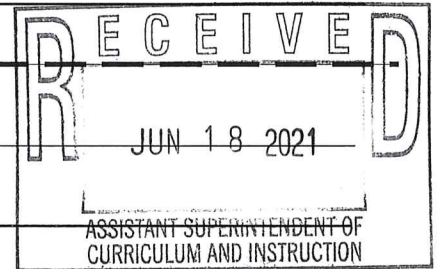 RECEIVED
JUN 18 2021
ASSISTANT SUPERINTENDENT OF
CURRICULUM AND INSTRUCTION